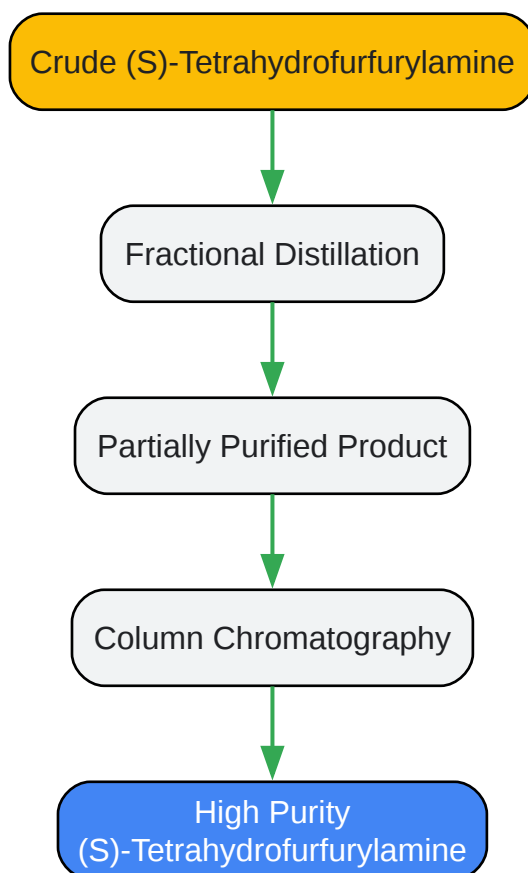 Crude (S)-Tetrahydrofurfurylamine
Fractional Distillation
Partially Purified Product
Column Chromatography
High Purity
(S)-Tetrahydrofurfurylamine